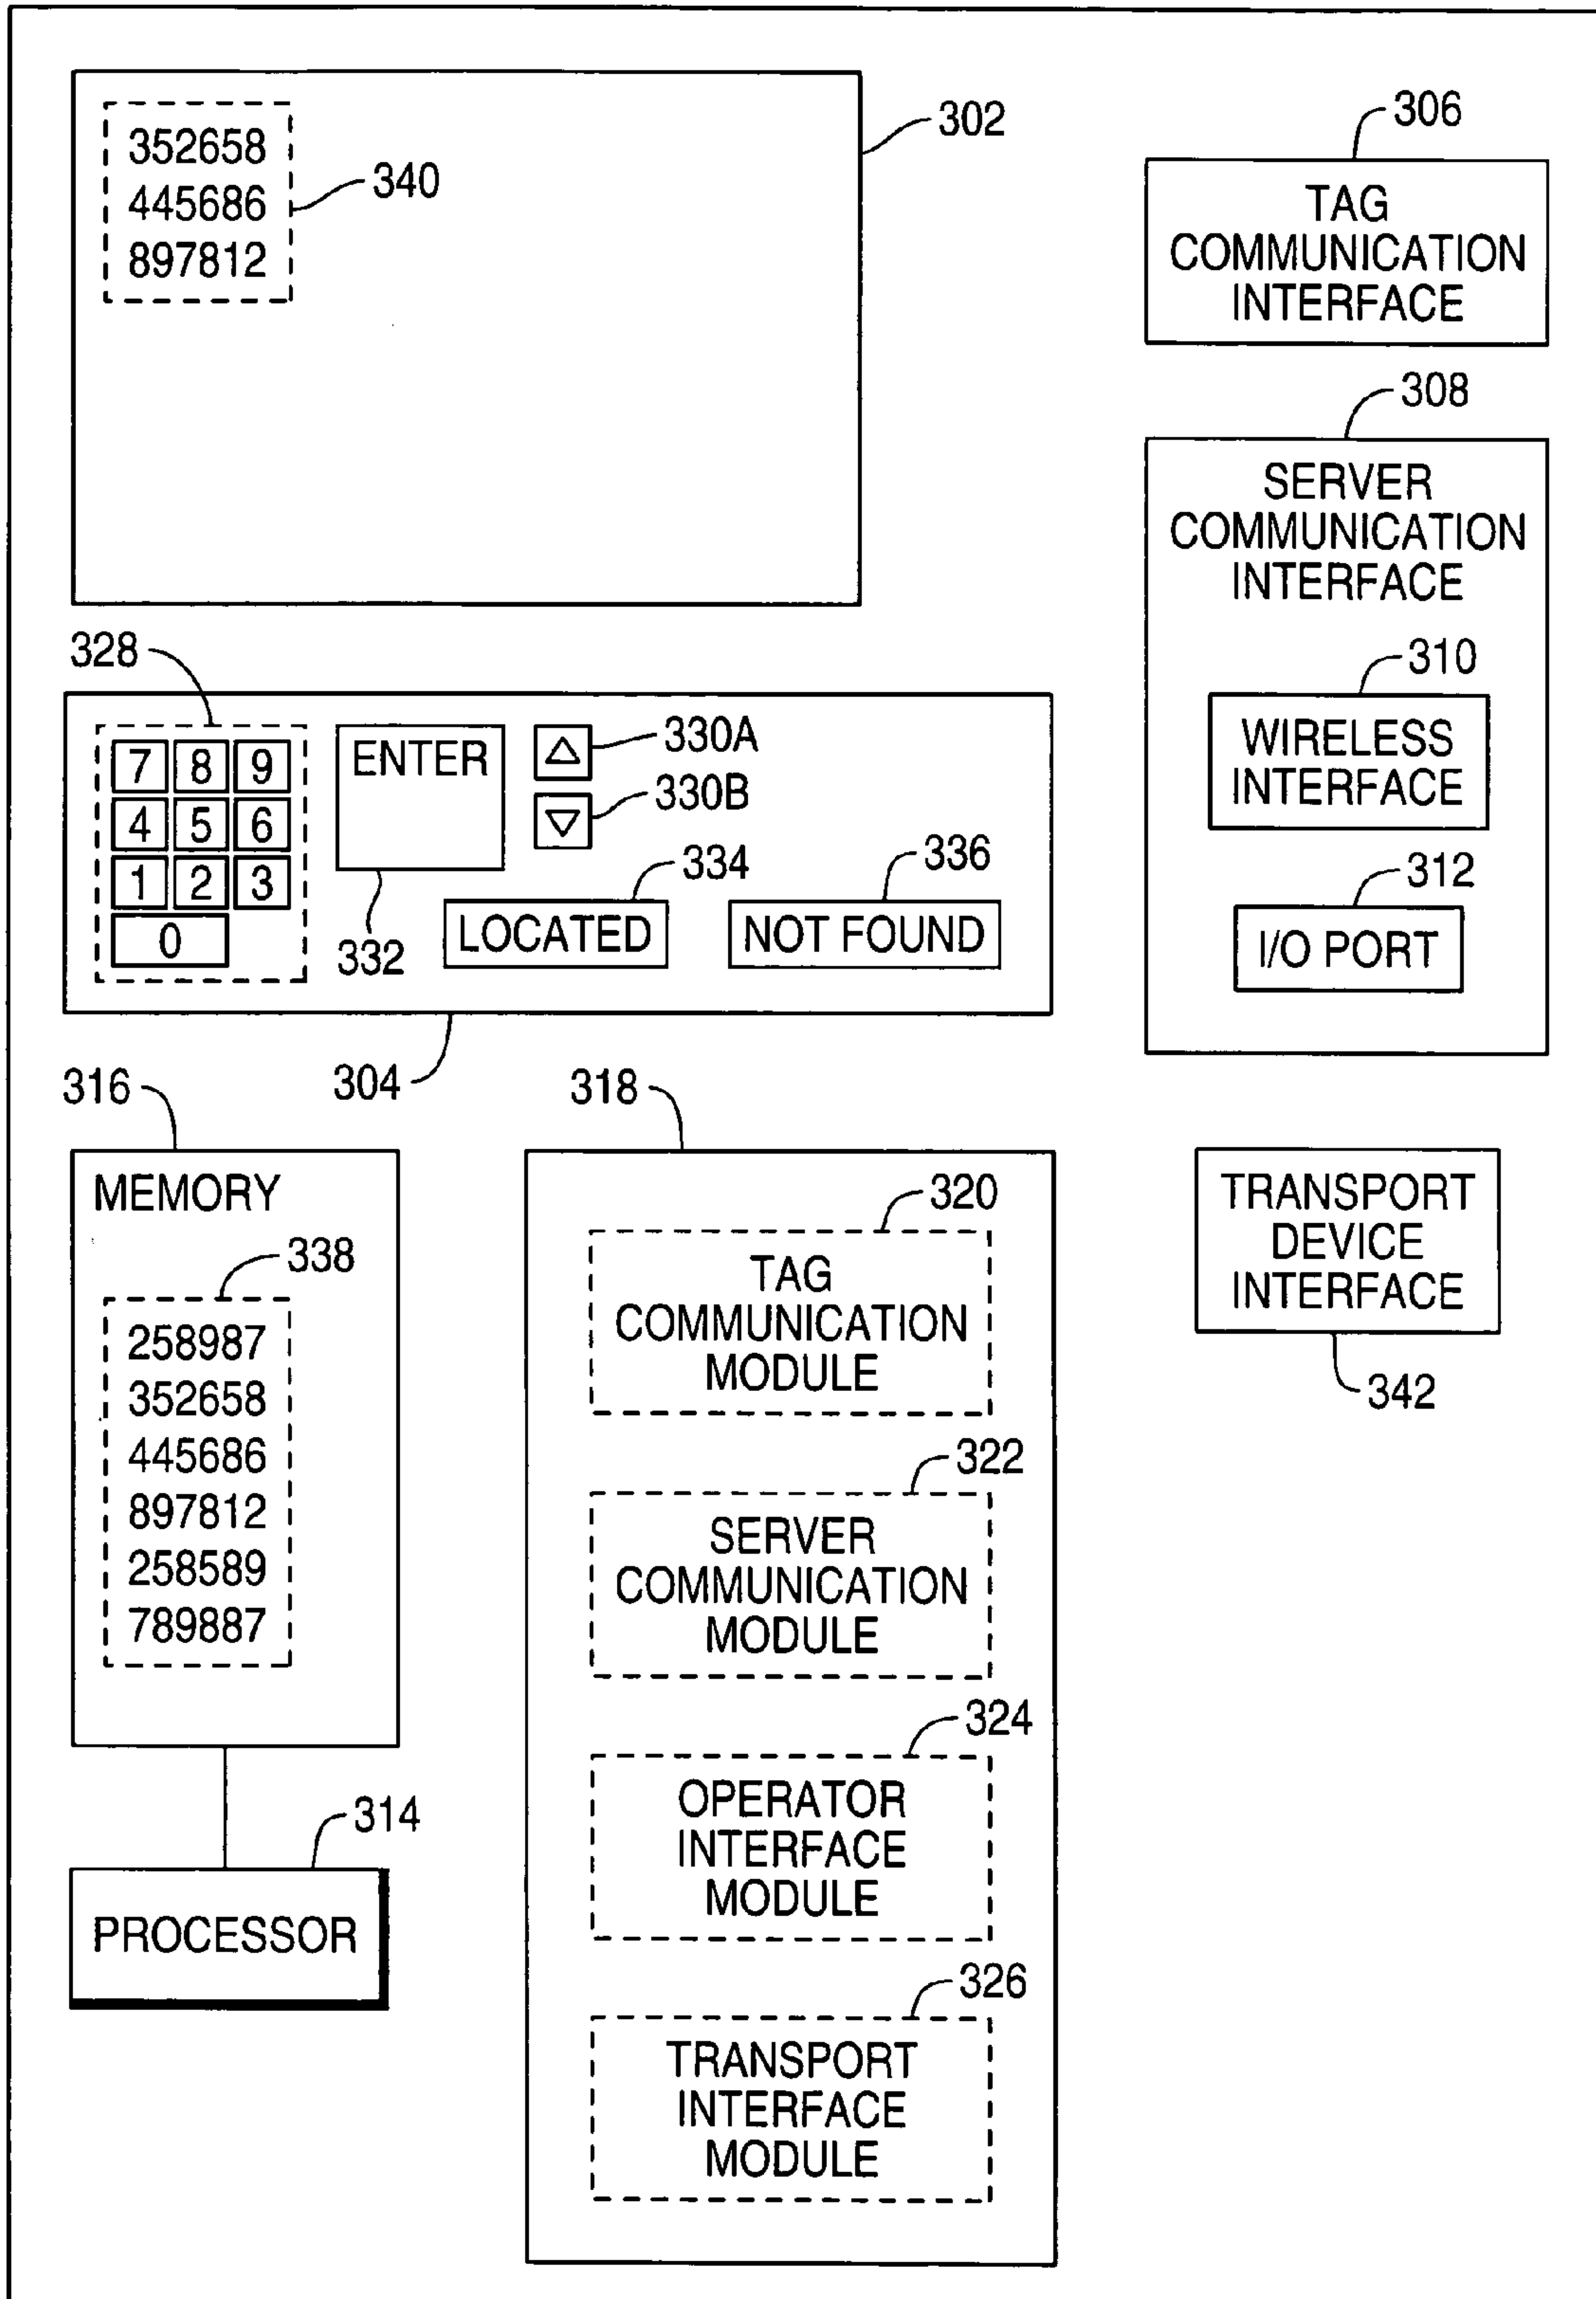 352658
445686
897812
340
302
306
TAG
COMMUNICATION
INTERFACE
308
SERVER
COMMUNICATION
INTERFACE
310
WIRELESS
INTERFACE
312
I/O PORT
328
7 8 9
4 5 6
1 2 3
0
ENTER
332
330A
330B
334
LOCATED
336
NOT FOUND
304
316
MEMORY
338
258987
352658
445686
897812
258589
789887
314
PROCESSOR
318
320
TAG
COMMUNICATION
MODULE
322
SERVER
COMMUNICATION
MODULE
324
OPERATOR
INTERFACE
MODULE
326
TRANSPORT
INTERFACE
MODULE
TRANSPORT
DEVICE
INTERFACE
342